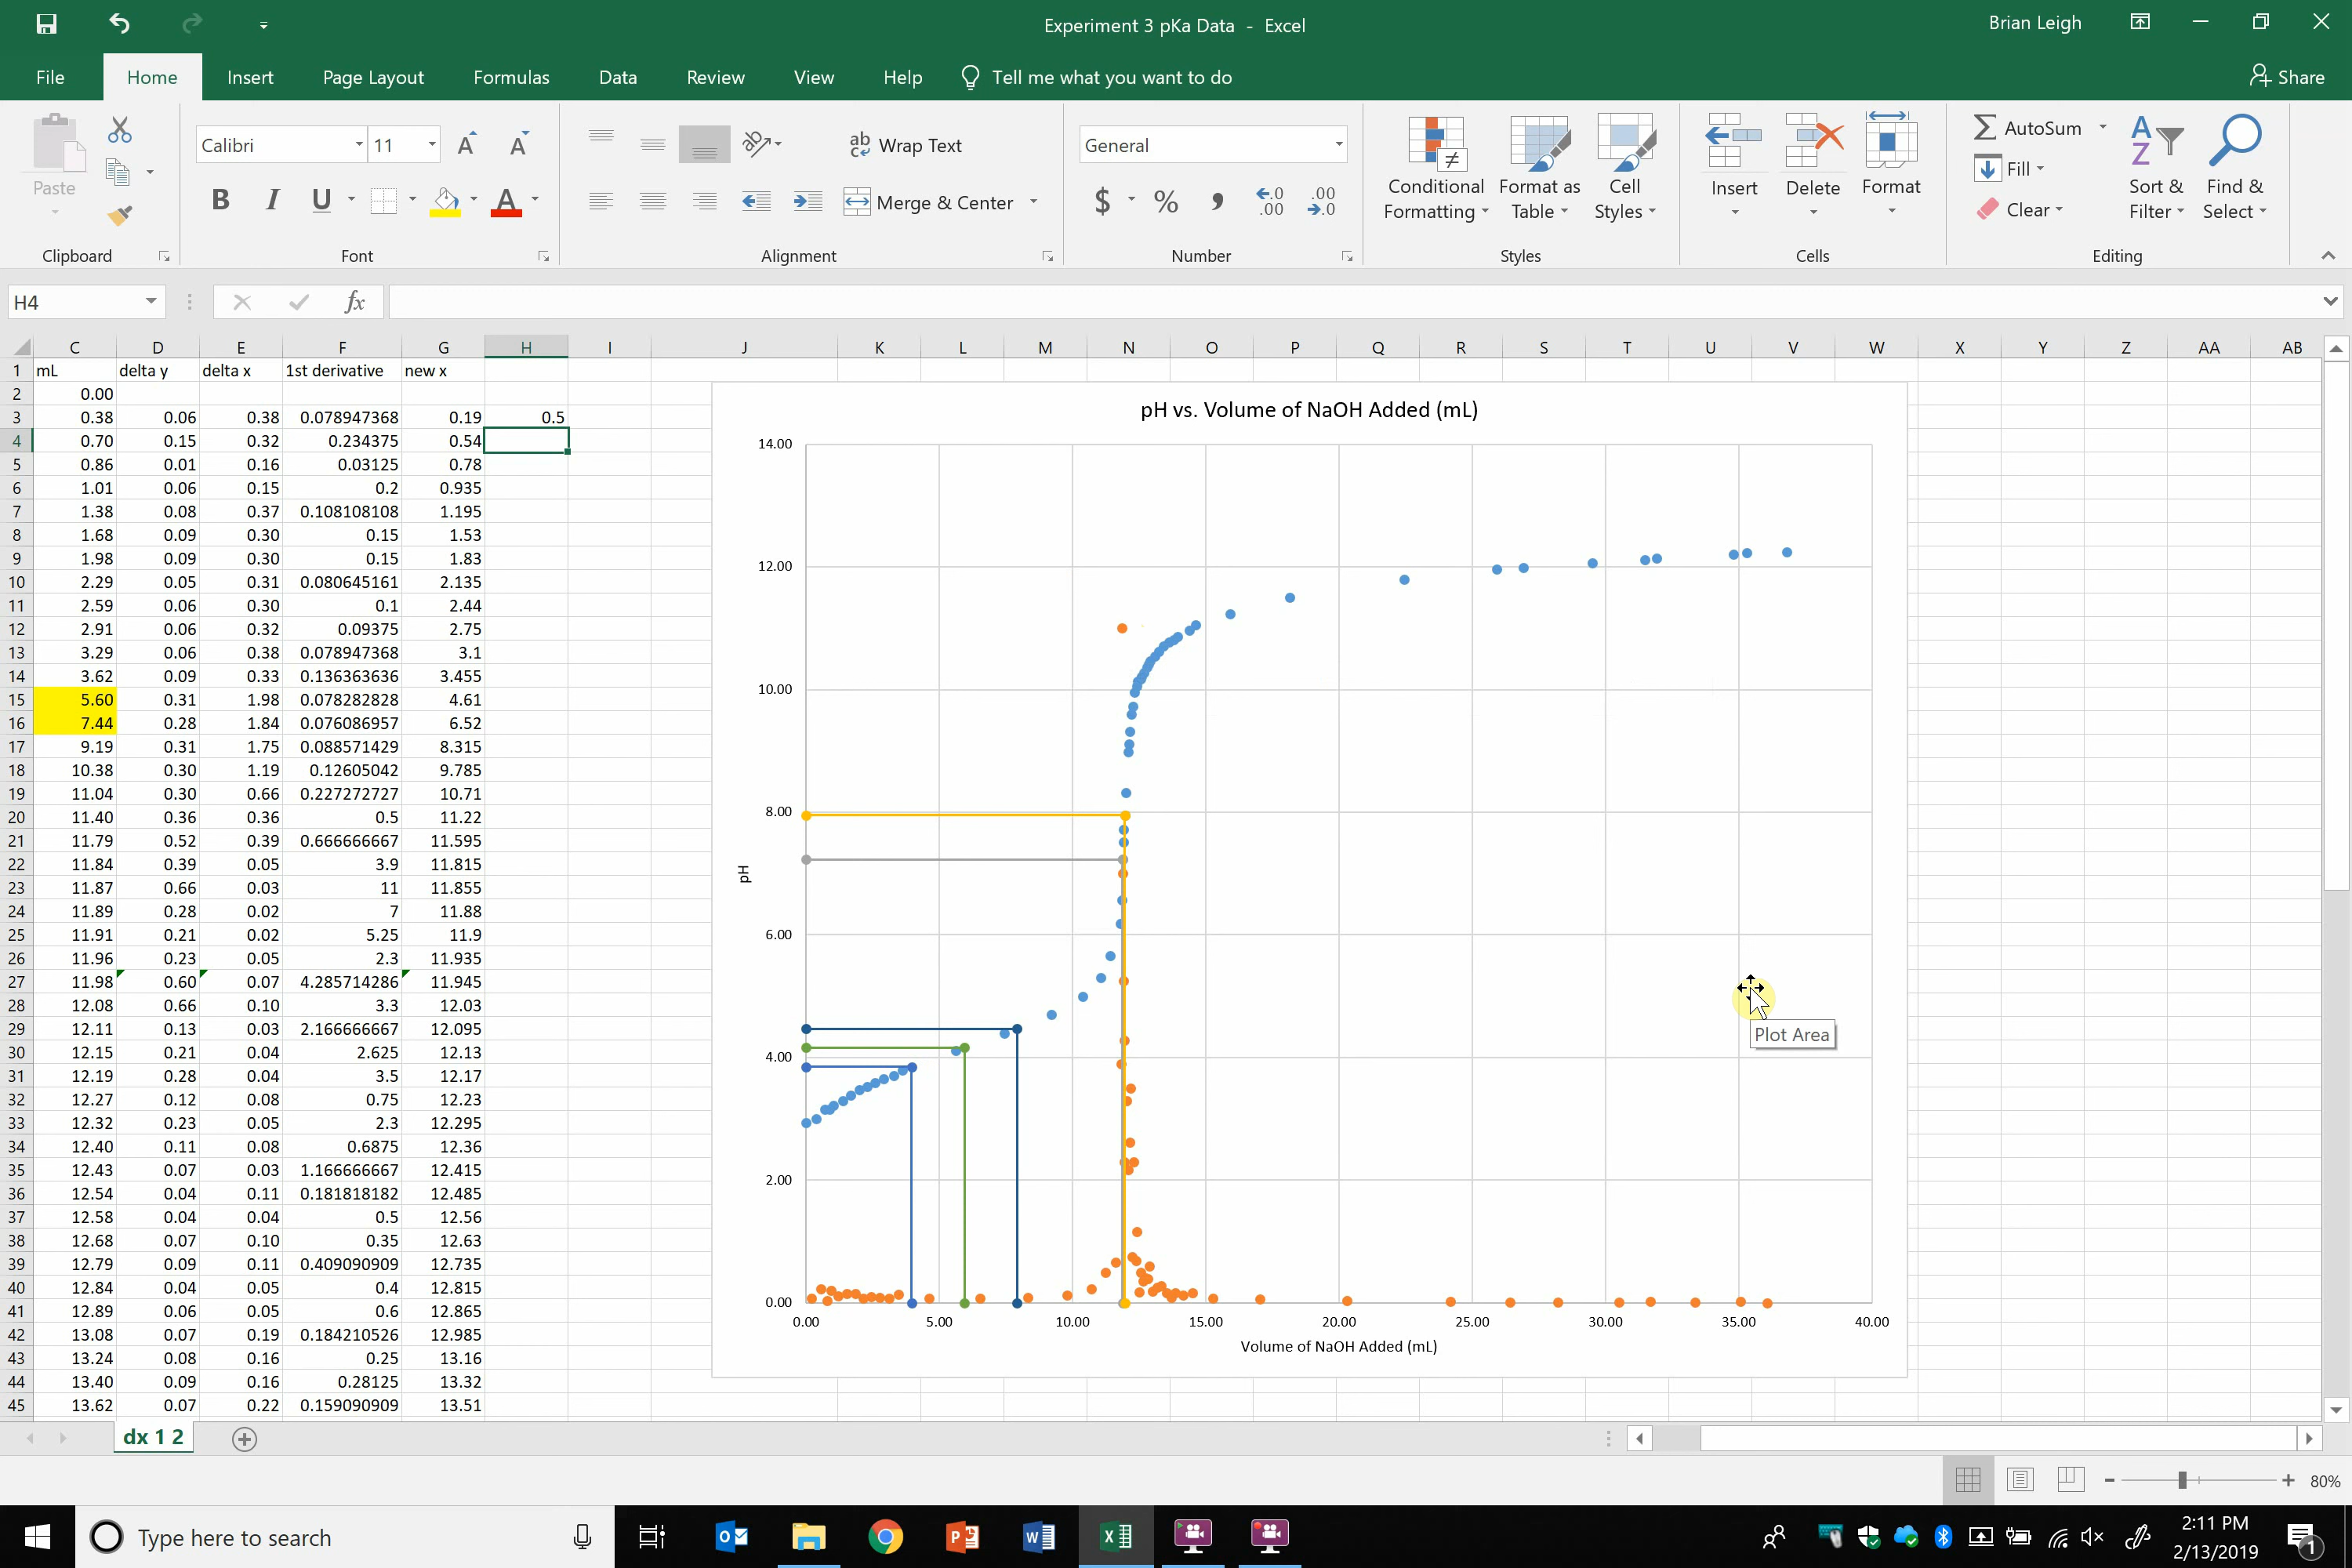 Experiment 3 pKa Data - Excel
Brian Leigh
File Home Insert Page Layout Formulas Data Review View Help Tell me what you want to do Share
Paste
Calibri 11
A A
B I U A
ab Wrap Text
Merge & Center
General
$ % , .0 .00 .00 .0
Conditional Formatting
Format as Table
Cell Styles
Insert
Delete
Format
AutoSum
Fill
Clear
Sort & Filter
Find & Select
Clipboard Font Alignment Number Styles Cells Editing
H4 fx
C D E F G H I J K L M N O P Q R S T U V W X Y Z AA AB
1 mL delta y delta x 1st derivative new x
2 0.00
3 0.38 0.06 0.38 0.078947368 0.19 0.5
4 0.70 0.15 0.32 0.234375 0.54
5 0.86 0.01 0.16 0.03125 0.78
6 1.01 0.06 0.15 0.2 0.935
7 1.38 0.08 0.37 0.108108108 1.195
8 1.68 0.09 0.30 0.15 1.53
9 1.98 0.09 0.30 0.15 1.83
10 2.29 0.05 0.31 0.080645161 2.135
11 2.59 0.06 0.30 0.1 2.44
12 2.91 0.06 0.32 0.09375 2.75
13 3.29 0.06 0.38 0.078947368 3.1
14 3.62 0.09 0.33 0.136363636 3.455
15 5.60 0.31 1.98 0.078282828 4.61
16 7.44 0.28 1.84 0.076086957 6.52
17 9.19 0.31 1.75 0.088571429 8.315
18 10.38 0.30 1.19 0.12605042 9.785
19 11.04 0.30 0.66 0.227272727 10.71
20 11.40 0.36 0.36 0.5 11.22
21 11.79 0.52 0.39 0.666666667 11.595
22 11.84 0.39 0.05 3.9 11.815
23 11.87 0.66 0.03 11 11.855
24 11.89 0.28 0.02 7 11.88
25 11.91 0.21 0.02 5.25 11.9
26 11.96 0.23 0.05 2.3 11.935
27 11.98 0.60 0.07 4.285714286 11.945
28 12.08 0.66 0.10 3.3 12.03
29 12.11 0.13 0.03 2.166666667 12.095
30 12.15 0.21 0.04 2.625 12.13
31 12.19 0.28 0.04 3.5 12.17
32 12.27 0.12 0.08 0.75 12.23
33 12.32 0.23 0.05 2.3 12.295
34 12.40 0.11 0.08 0.6875 12.36
35 12.43 0.07 0.03 1.166666667 12.415
36 12.54 0.04 0.11 0.181818182 12.485
37 12.58 0.04 0.04 0.5 12.56
38 12.68 0.07 0.10 0.35 12.63
39 12.79 0.09 0.11 0.409090909 12.735
40 12.84 0.04 0.05 0.4 12.815
41 12.89 0.06 0.05 0.6 12.865
42 13.08 0.07 0.19 0.184210526 12.985
43 13.24 0.08 0.16 0.25 13.16
44 13.40 0.09 0.16 0.28125 13.32
45 13.62 0.07 0.22 0.159090909 13.51
pH vs. Volume of NaOH Added (mL)
14.00
12.00
10.00
8.00
pH
6.00
4.00
2.00
0.00
0.00 5.00 10.00 15.00 20.00 25.00 30.00 35.00 40.00
Volume of NaOH Added (mL)
Plot Area
dx 1 2
80%
Type here to search
2:11 PM
2/13/2019
1